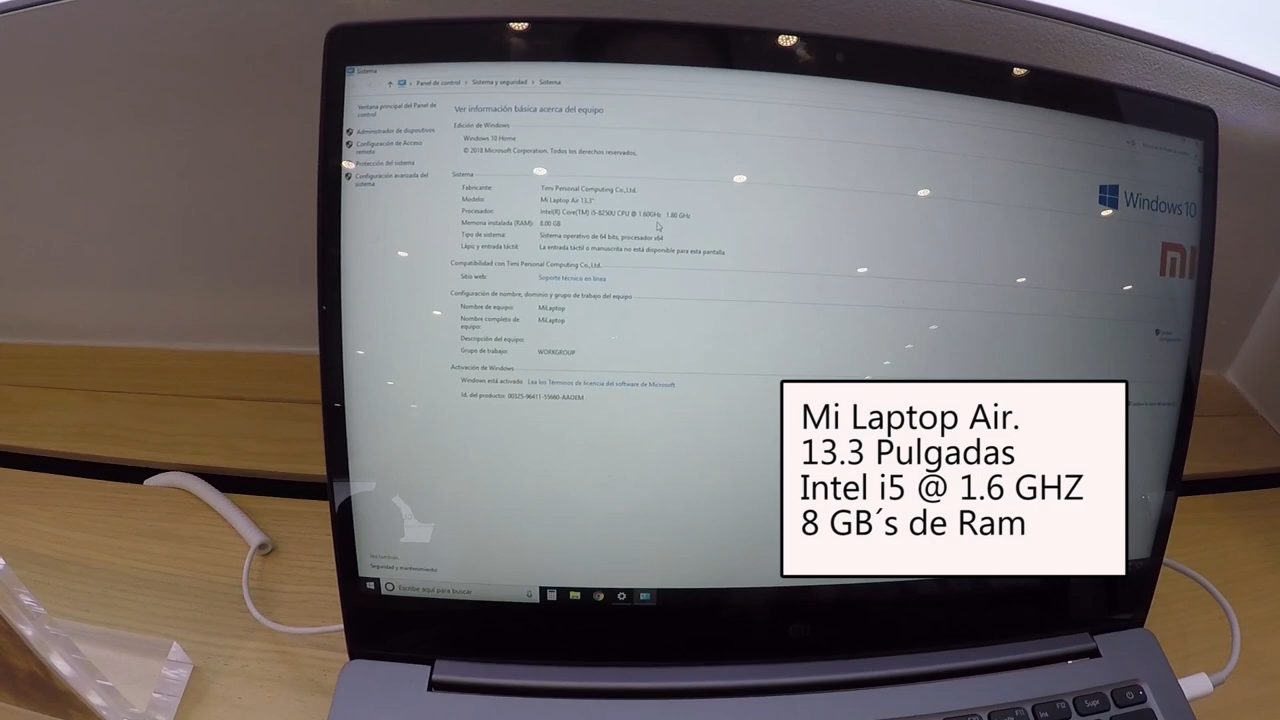 Sistema
Panel de control › Sistema y seguridad › Sistema
Ventana principal del Panel de
control
Administrador de dispositivos
Configuración de Acceso
remoto
Protección del sistema
Configuración avanzada del
sistema
Ver información básica acerca del equipo
Edición de Windows
Windows 10 Home
© 2018 Microsoft Corporation. Todos los derechos reservados.
Sistema
Fabricante: Timi Personal Computing Co.,Ltd.
Modelo: Mi Laptop Air 13.3"
Procesador: Intel(R) Core(TM) i5-8250U CPU @ 1.60GHz 1.80 GHz
Memoria instalada (RAM): 8.00 GB
Tipo de sistema: Sistema operativo de 64 bits, procesador x64
Lápiz y entrada táctil: La entrada táctil o manuscrita no está disponible para esta pantalla
Compatibilidad con Timi Personal Computing Co.,Ltd.
Sitio web: Soporte técnico en línea
Configuración de nombre, dominio y grupo de trabajo del equipo
Nombre de equipo: MiLaptop
Nombre completo de
equipo: MiLaptop
Descripción del equipo:
Grupo de trabajo: WORKGROUP
Activación de Windows
Windows está activado Lea los Términos de licencia del software de Microsoft
Id. del producto: 00325-96411-55660-AAOEM
Windows 10
mi
Seguridad y mantenimiento
Escribe aquí para buscar
Mi Laptop Air.
13.3 Pulgadas
Intel i5 @ 1.6 GHZ
8 GB´s de Ram
F11
Ins
F12
Supr